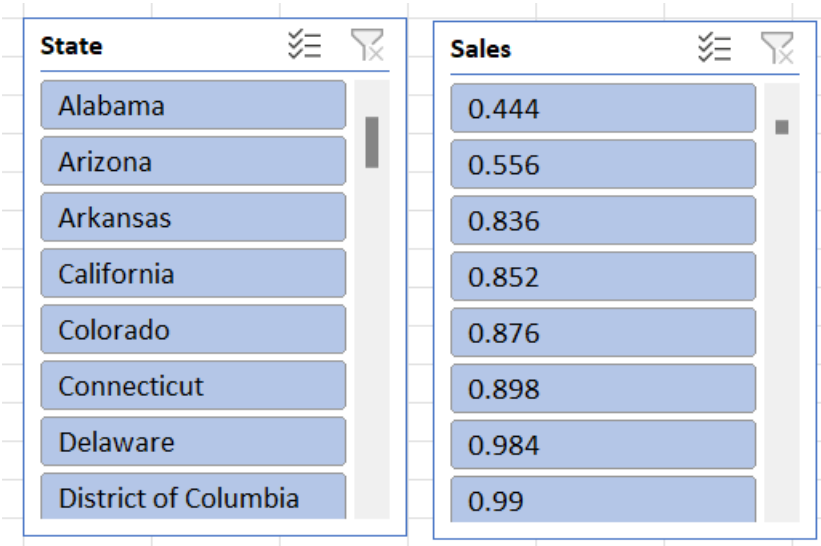 State
Alabama
Arizona
Arkansas
California
Colorado
Connecticut
Delaware
District of Columbia
Sales
0.444
0.556
0.836
0.852
0.876
0.898
0.984
0.99